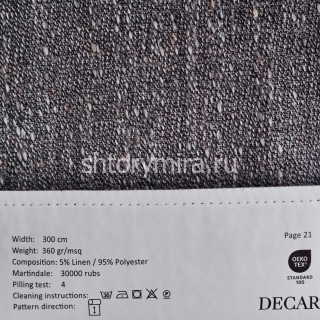 shtorymira.ru
Width: 300 cm
Page 21
Weight: 360 gr/msq
Composition: 5% Linen / 95% Polyester
Martindale: 30000 rubs
Pilling test: 4
Cleaning instructions:
Pattern direction:
OEKO
TEX®
STANDARD
100
DECAR